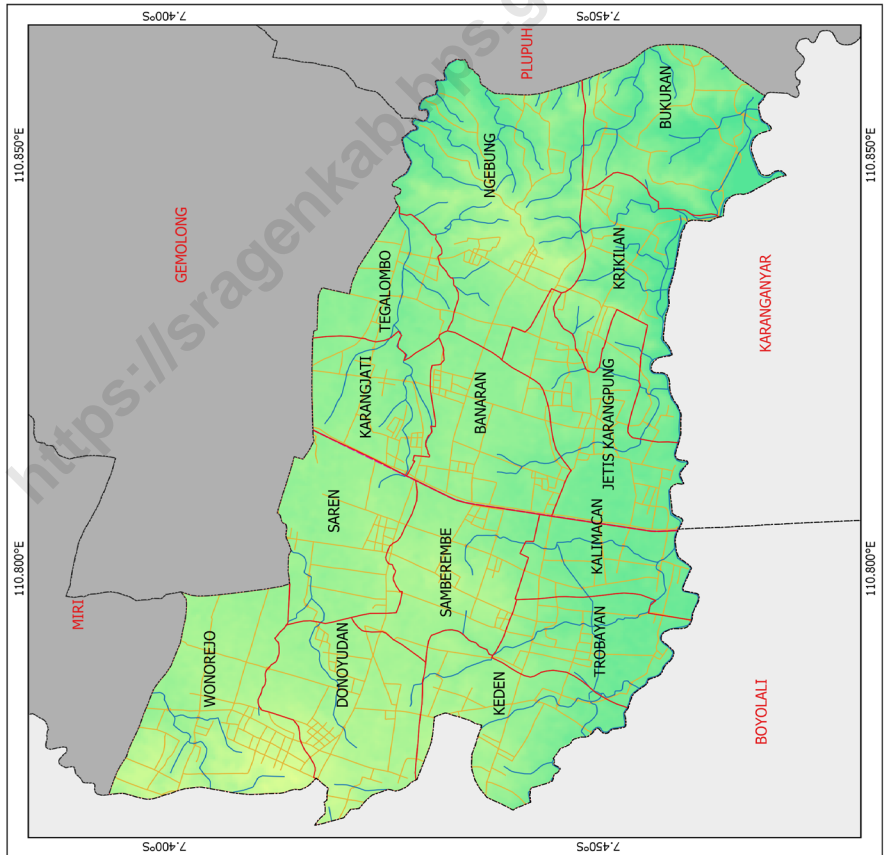 7.400°S
7.450°S
PLUPUH
BUKURAN
110.850°E
110.850°E
NGEBUNG
GEMOLONG
TEGALOMBO
KRIKILAN
KARANGANYAR
KARANGJATI
BANARAN
JETIS KARANGPUNG
https://sragenkab.bps.g
SAREN
KALIMACAN
SAMBEREMBE
110.800°E
110.800°E
MIRI
TROBAYAN
WONOREJO
DONOYUDAN
KEDEN
BOYOLALI
7.400°S
7.450°S